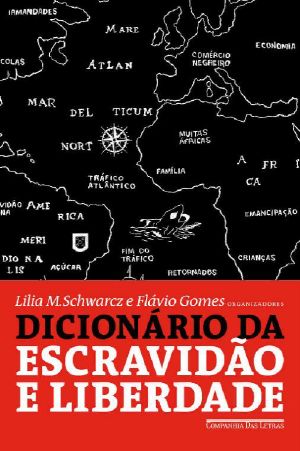 IRMANDADES
MARE
ECONOMIA
COLAS
ATLAN
COMÉRCIO
NEGREIRO
MAR DEL TICUM
NORT
MUITAS
ÁFRICAS
FAMÍLIA
A FR
TRÁFICO
ATLÂNTICO
CA
VIDÃO AME
NA
RICA
EMANCIPAÇÃO
MERI
DIO NA
LIS
AÇÚCAR
FIM DO
TRÁFICO
CRIANÇAS
RETORNADOS
Lilia M. Schwarcz e Flávio Gomes ORGANIZADORES
DICIONÁRIO DA
ESCRAVIDÃO
E LIBERDADE
COMPANHIA DAS LETRAS